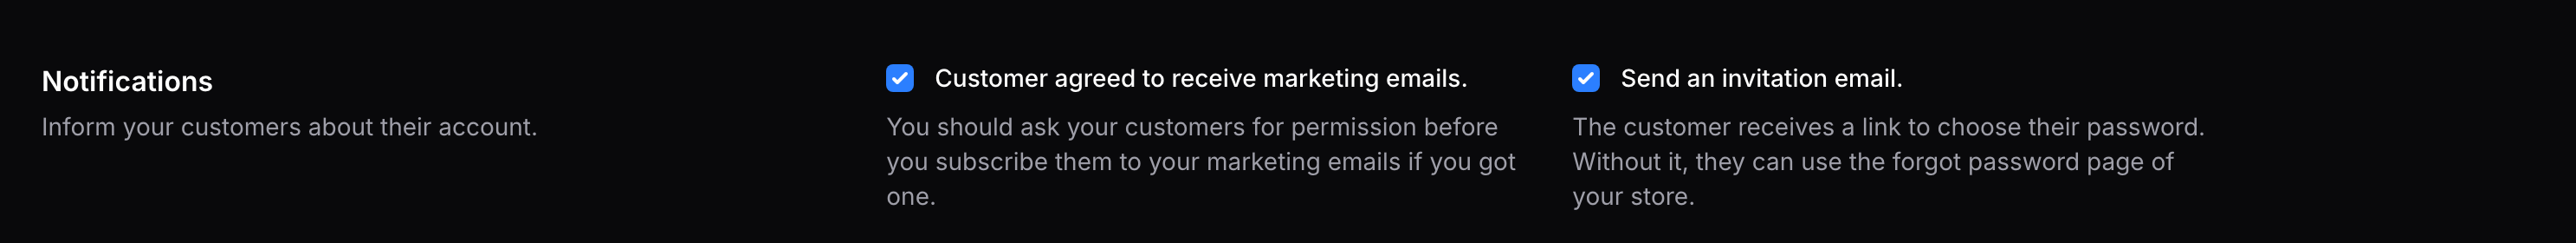 Notifications
Inform your customers about their account.
Customer agreed to receive marketing emails.
You should ask your customers for permission before
you subscribe them to your marketing emails if you got
one.
Send an invitation email.
The customer receives a link to choose their password.
Without it, they can use the forgot password page of
your store.